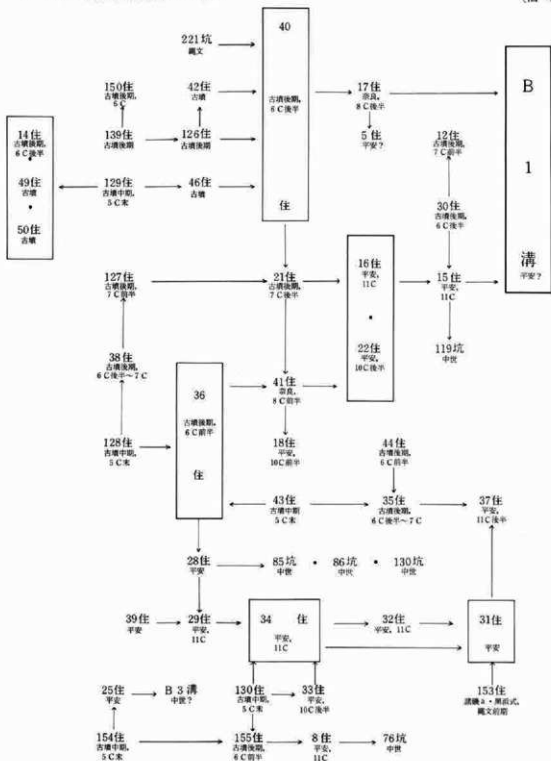 221坑
縄文
40
古墳後期,
6C後半
住
150住
古墳後期,
6C
42住
古墳
17住
奈良,
8C後半
B
1
溝
平安?
14住
古墳後期,
6C後半
・
49住
古墳
・
50住
古墳
139住
古墳後期
126住
古墳後期
5住
平安?
12住
古墳後期,
7C前半
129住
古墳中期,
5C末
46住
古墳
30住
古墳後期,
6C後半
127住
古墳後期,
7C前半
21住
古墳後期,
7C後半
16住
平安,
11C
・
22住
平安,
10C後半
15住
平安,
11C
119坑
中世
38住
古墳後期,
6C後半～7C
36
古墳後期,
6C前半
住
41住
奈良,
8C前半
128住
古墳中期,
5C末
18住
平安,
10C前半
44住
古墳後期,
6C前半
43住
古墳中期
5C末
35住
古墳後期,
6C後半～7C
37住
平安,
11C後半
28住
平安
85坑 ・ 86坑 ・ 130坑
中世 中世 中世
39住
平安
29住
平安,
11C
34 住
平安,
11C
32住
平安, 11C
31住
平安
25住
平安
B3溝
中世?
130住
古墳中期,
5C末
33住
平安,
10C後半
153住
諸磯a・黒浜式,
縄文前期
154住
古墳中期,
5C末
155住
古墳後期,
6C前半
8住
平安,
11C
76坑
中世